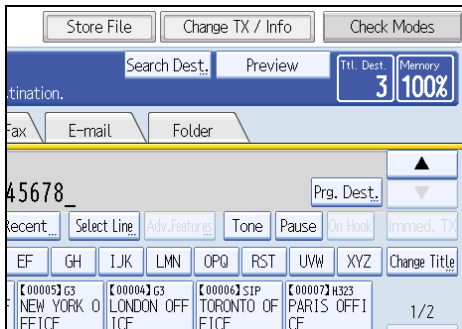 Store File Change TX / Info Check Modes
Search Dest. Preview Ttl. Dest. Memory
tination. 3 100%
Fax E-mail Folder
▲
45678_ Prg. Dest. ▼
Recent Select Line Adv.Features Tone Pause On Hook Immed. TX
EF GH IJK LMN OPQ RST UVW XYZ Change Title
【00005】G3 【00004】G3 【00006】SIP 【00007】H323
F NEW YORK O LONDON OFF TORONTO OF PARIS OFFI 1/2
FFICE ICE FICE CE